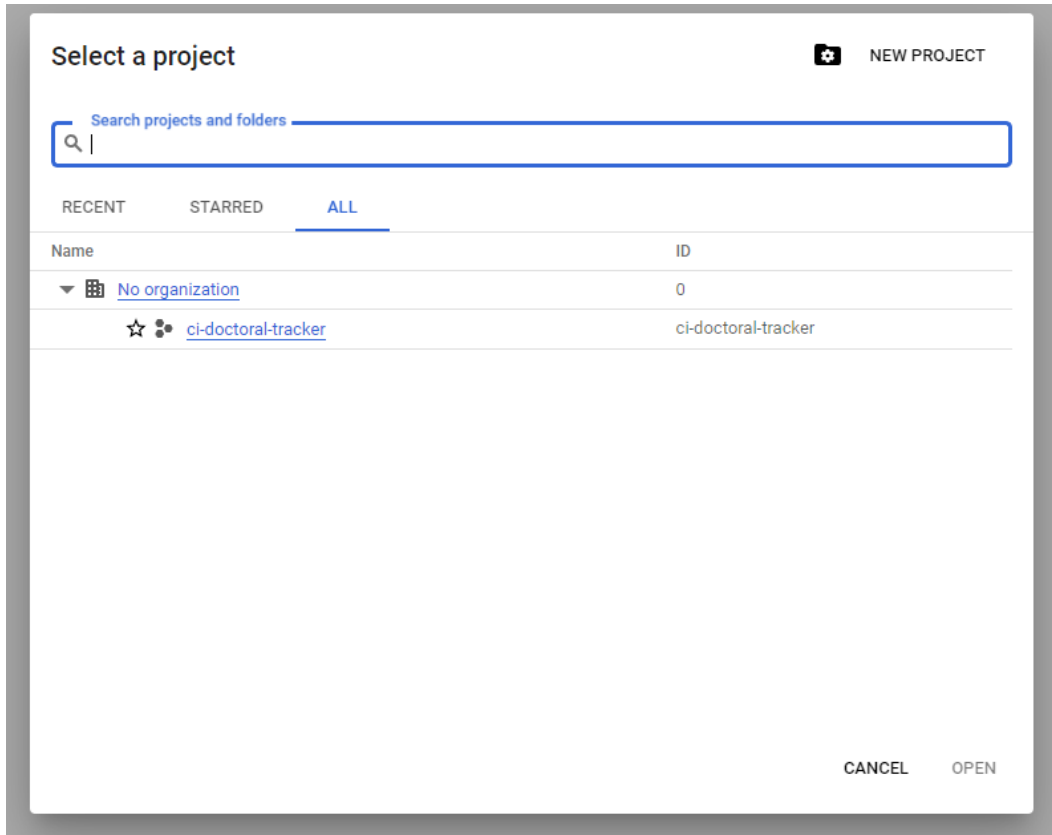 Select a project
NEW PROJECT
Search projects and folders
RECENT STARRED ALL
Name ID
No organization 0
ci-doctoral-tracker ci-doctoral-tracker
CANCEL OPEN